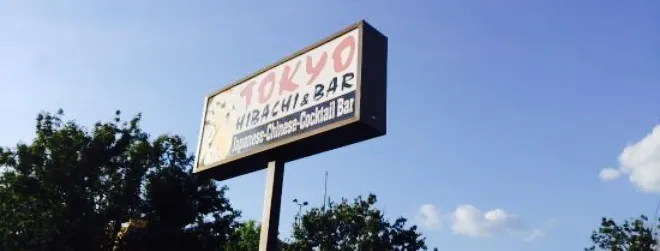 TOKYO
HIBACHI & BAR
Japanese-Chinese-Cocktail Bar